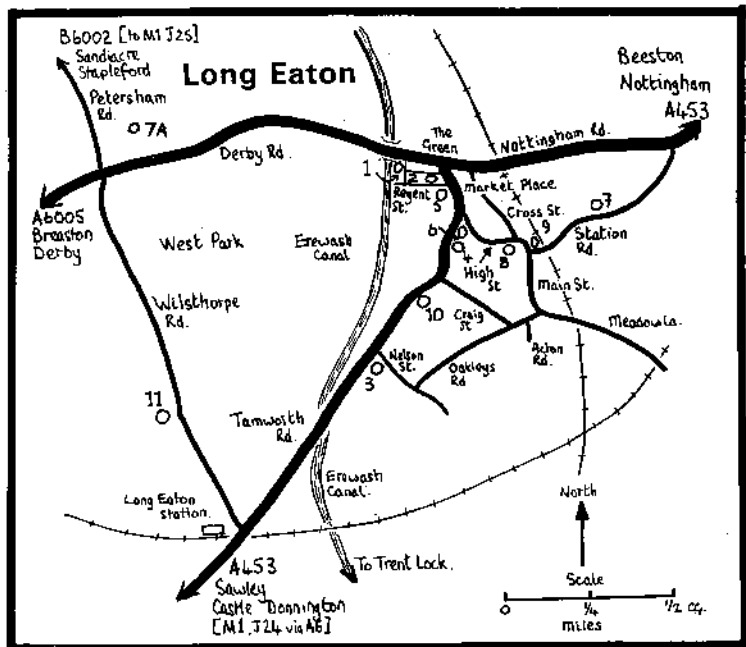 B6002 [to M1 J25]
Sandiacre
Stapleford
Long Eaton
Beeston
Nottingham
A453
Petersham
Rd.
7A
Derby Rd.
The
Green
Nottingham Rd.
1
2
Regent
St.
5
Market Place
Cross St.
7
9
Station
Rd.
A6005
Breaston
Derby
West Park
Erewash
Canal
6
4
High
St
8
Main St.
Wilsthorpe
Rd.
10
Craig
St
Meadow La.
Acton
Rd.
Nelson
St.
3
Oakleys
Rd
11
Tamworth
Rd.
Long Eaton
station.
Erewash
Canal.
North
To Trent Lock.
A453
Sawley
Castle Donnington
[M1, J24 via A6]
Scale
0 1/4 1/2
miles